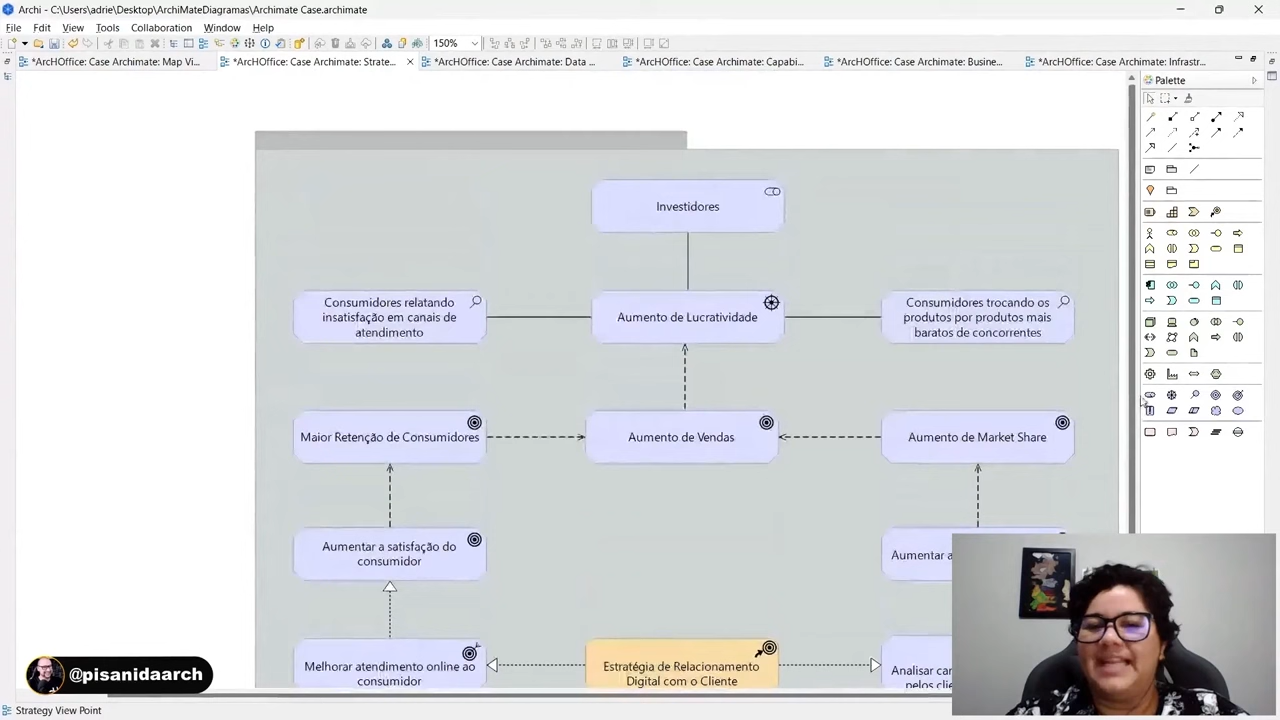 Archi - C:\Users\adrie\Desktop\ArchiMateDiagramas\Archimate Case.archimate
File Edit View Tools Collaboration Window Help
150%
*ArcHOffice: Case Archimate: Map Vi...
*ArcHOffice: Case Archimate: Strate...
*ArcHOffice: Case Archimate: Data ...
*ArcHOffice: Case Archimate: Capabi...
*ArcHOffice: Case Archimate: Busine...
*ArcHOffice: Case Archimate: Infrastr...
Palette
Investidores
Consumidores relatando
insatisfação em canais de
atendimento
Aumento de Lucratividade
Consumidores trocando os
produtos por produtos mais
baratos de concorrentes
Maior Retenção de Consumidores
Aumento de Vendas
Aumento de Market Share
Aumentar a satisfação do
consumidor
Aumentar a
Melhorar atendimento online ao
consumidor
Estratégia de Relacionamento
Digital com o Cliente
Analisar
pelos
@pisanidaarch
Strategy View Point